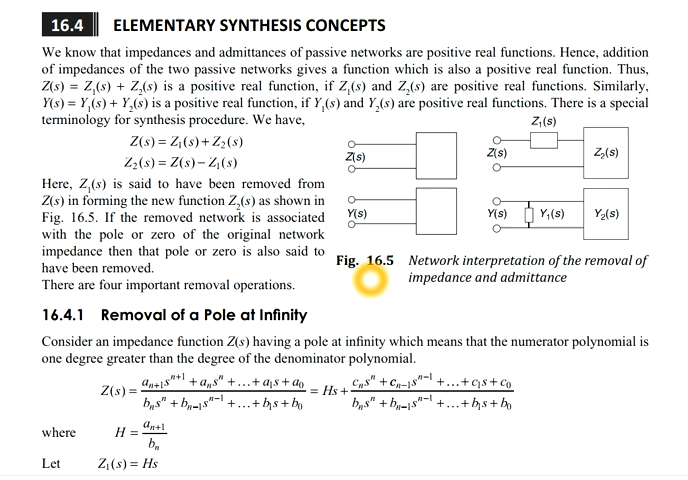 16.4 ELEMENTARY SYNTHESIS CONCEPTS
We know that impedances and admittances of passive networks are positive real functions. Hence, addition
of impedances of the two passive networks gives a function which is also a positive real function. Thus,
Z(s) = Z₁(s) + Z₂(s) is a positive real function, if Z₁(s) and Z₂(s) are positive real functions. Similarly,
Y(s) = Y₁(s) + Y₂(s) is a positive real function, if Y₁(s) and Y₂(s) are positive real functions. There is a special
terminology for synthesis procedure. We have,
Z(s) = Z₁(s) + Z₂(s)
Z₂(s) = Z(s) − Z₁(s)
Here, Z₁(s) is said to have been removed from
Z(s) in forming the new function Z₂(s) as shown in
Fig. 16.5. If the removed network is associated
with the pole or zero of the original network
impedance then that pole or zero is also said to
have been removed.
There are four important removal operations.
Z(s)
Z₁(s)
Z(s)
Z₂(s)
Y(s)
Y(s)
Y₁(s)
Y₂(s)
Fig. 16.5 Network interpretation of the removal of
impedance and admittance
16.4.1 Removal of a Pole at Infinity
Consider an impedance function Z(s) having a pole at infinity which means that the numerator polynomial is
one degree greater than the degree of the denominator polynomial.
Z(s) = (aₙ₊₁sⁿ⁺¹ + aₙsⁿ + ... + a₁s + a₀)/(bₙsⁿ + bₙ₋₁sⁿ⁻¹ + ... + b₁s + b₀) = Hs + (cₙsⁿ + cₙ₋₁sⁿ⁻¹ + ... + c₁s + c₀)/(bₙsⁿ + bₙ₋₁sⁿ⁻¹ + ... + b₁s + b₀)
where H = aₙ₊₁/bₙ
Let Z₁(s) = Hs